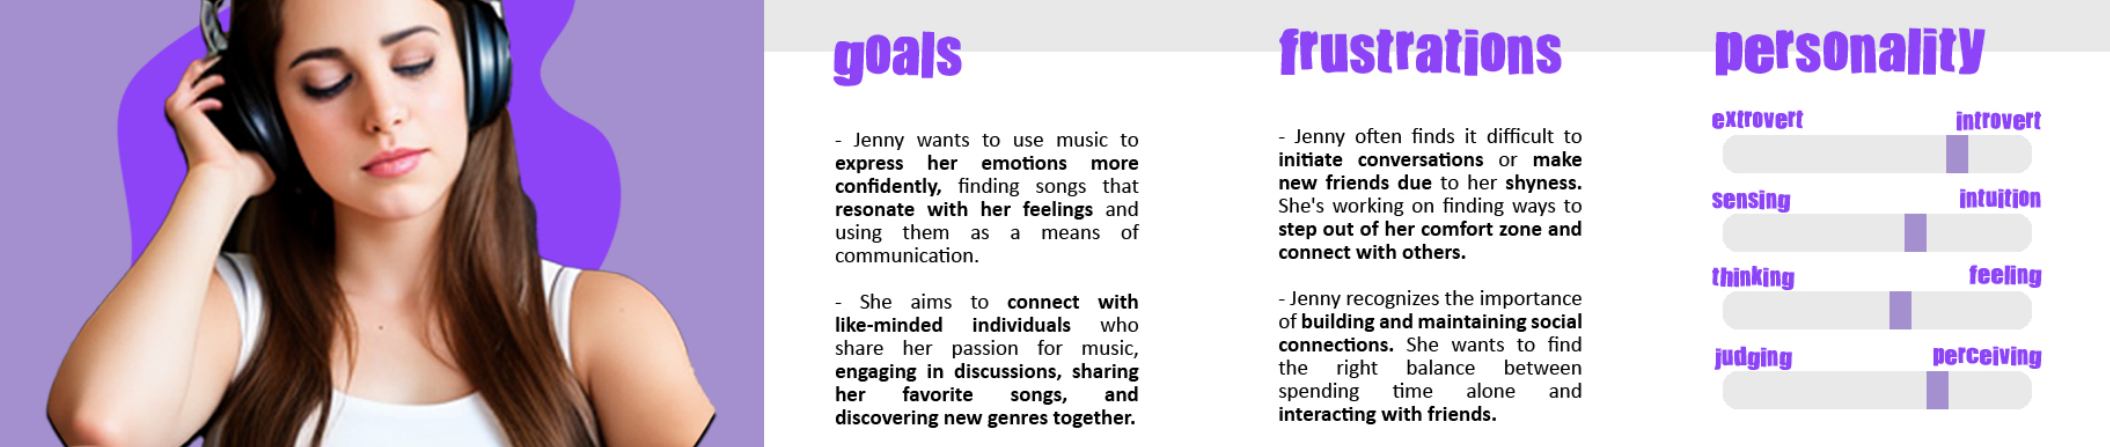 goals
- Jenny wants to use music to
express her emotions more
confidently, finding songs that
resonate with her feelings and
using them as a means of
communication.
- She aims to connect with
like-minded individuals who
share her passion for music,
engaging in discussions, sharing
her favorite songs, and
discovering new genres together.
frustrations
- Jenny often finds it difficult to
initiate conversations or make
new friends due to her shyness.
She's working on finding ways to
step out of her comfort zone and
connect with others.
- Jenny recognizes the importance
of building and maintaining social
connections. She wants to find
the right balance between
spending time alone and
interacting with friends.
personality
extrovert introvert
sensing intuition
thinking feeling
judging perceiving